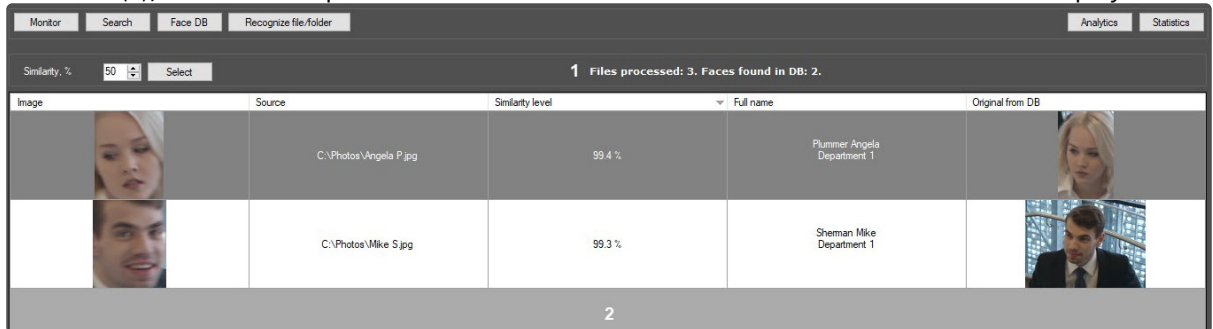 Monitor Search Face DB Recognize file/folder Analytics Statistics
Similarity, % 50 Select 1 Files processed: 3. Faces found in DB: 2.
Image Source Similarity level Full name Original from DB
C:\Photos\Angela P.jpg 99.4 % Plummer Angela
Department 1
C:\Photos\Mike S.jpg 99.3 % Sherman Mike
Department 1
2